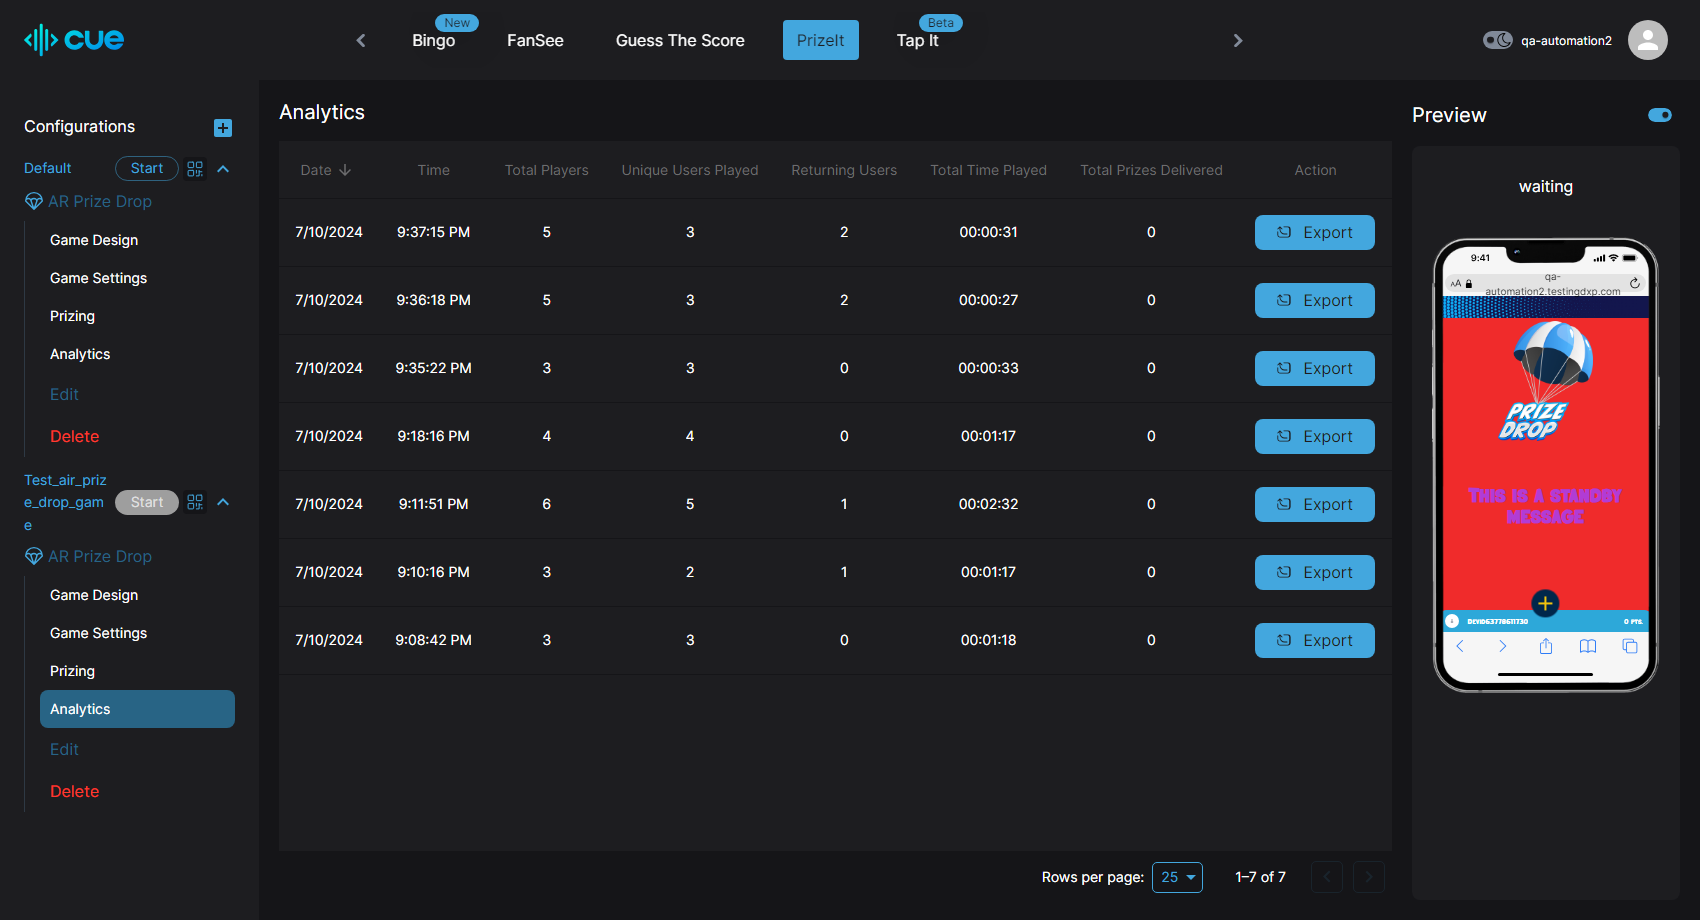 cue
New
Bingo
FanSee
Guess The Score
PrizeIt
Beta
Tap It
qa-automation2
Configurations
Default
Start
AR Prize Drop
Game Design
Game Settings
Prizing
Analytics
Edit
Delete
Test_air_priz
e_drop_gam
e
Start
AR Prize Drop
Game Design
Game Settings
Prizing
Analytics
Edit
Delete
Analytics
Date Time Total Players Unique Users Played Returning Users Total Time Played Total Prizes Delivered Action
7/10/2024 9:37:15 PM 5 3 2 00:00:31 0 Export
7/10/2024 9:36:18 PM 5 3 2 00:00:27 0 Export
7/10/2024 9:35:22 PM 3 3 0 00:00:33 0 Export
7/10/2024 9:18:16 PM 4 4 0 00:01:17 0 Export
7/10/2024 9:11:51 PM 6 5 1 00:02:32 0 Export
7/10/2024 9:10:16 PM 3 2 1 00:01:17 0 Export
7/10/2024 9:08:42 PM 3 3 0 00:01:18 0 Export
Rows per page: 25 1–7 of 7
Preview
waiting
9:41
AA
qa-
automation2.testingdxp.com
PRIZE
DROP
THIS IS A STANDBY
MESSAGE
0 PTS.